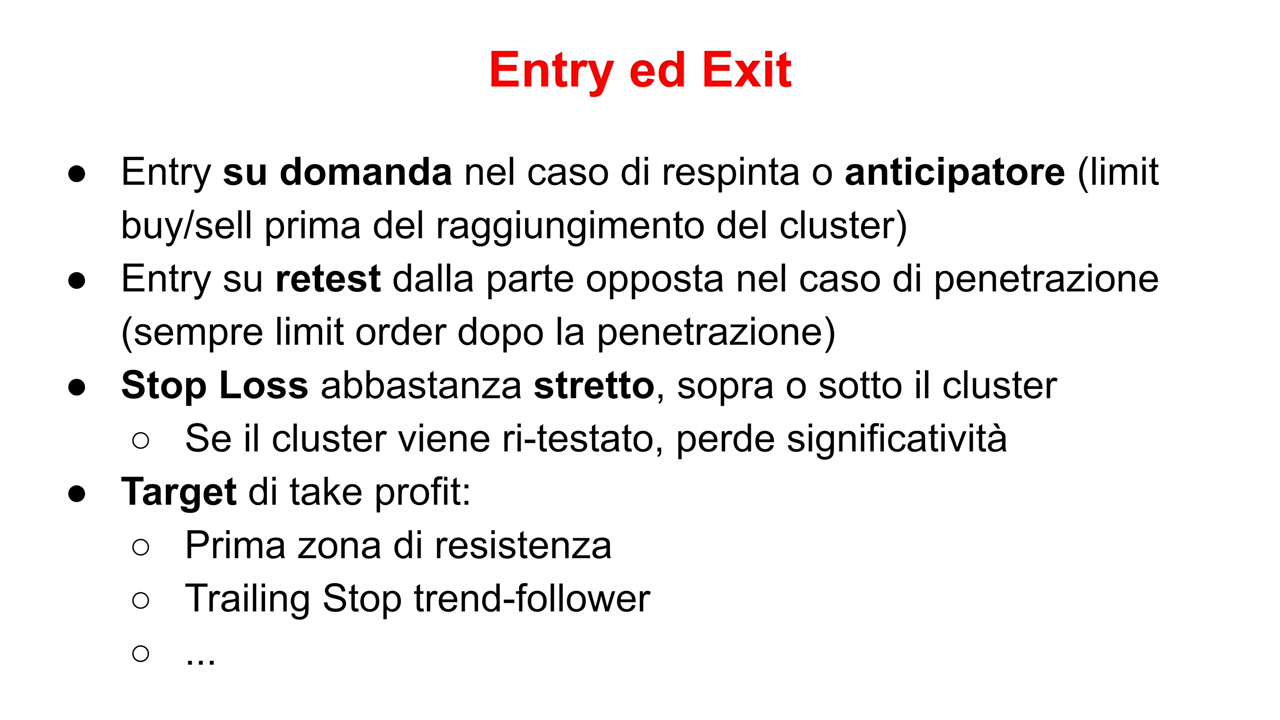 Entry ed Exit
● Entry su domanda nel caso di respinta o anticipatore (limit
buy/sell prima del raggiungimento del cluster)
● Entry su retest dalla parte opposta nel caso di penetrazione
(sempre limit order dopo la penetrazione)
● Stop Loss abbastanza stretto, sopra o sotto il cluster
○ Se il cluster viene ri-testato, perde significatività
● Target di take profit:
○ Prima zona di resistenza
○ Trailing Stop trend-follower
○ ...